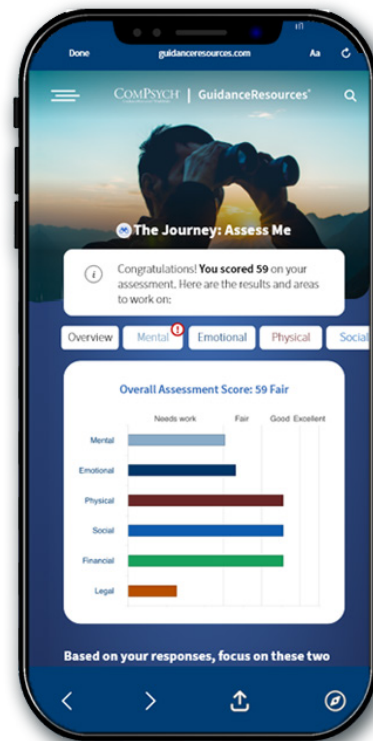 Done guidanceresources.com Aa
COMPSYCH | GuidanceResources®
The Journey: Assess Me
Congratulations! You scored 59 on your
assessment. Here are the results and areas
to work on:
Overview Mental Emotional Physical Social
Overall Assessment Score: 59 Fair
Needs work Fair Good Excellent
Mental
Emotional
Physical
Social
Financial
Legal
Based on your responses, focus on these two